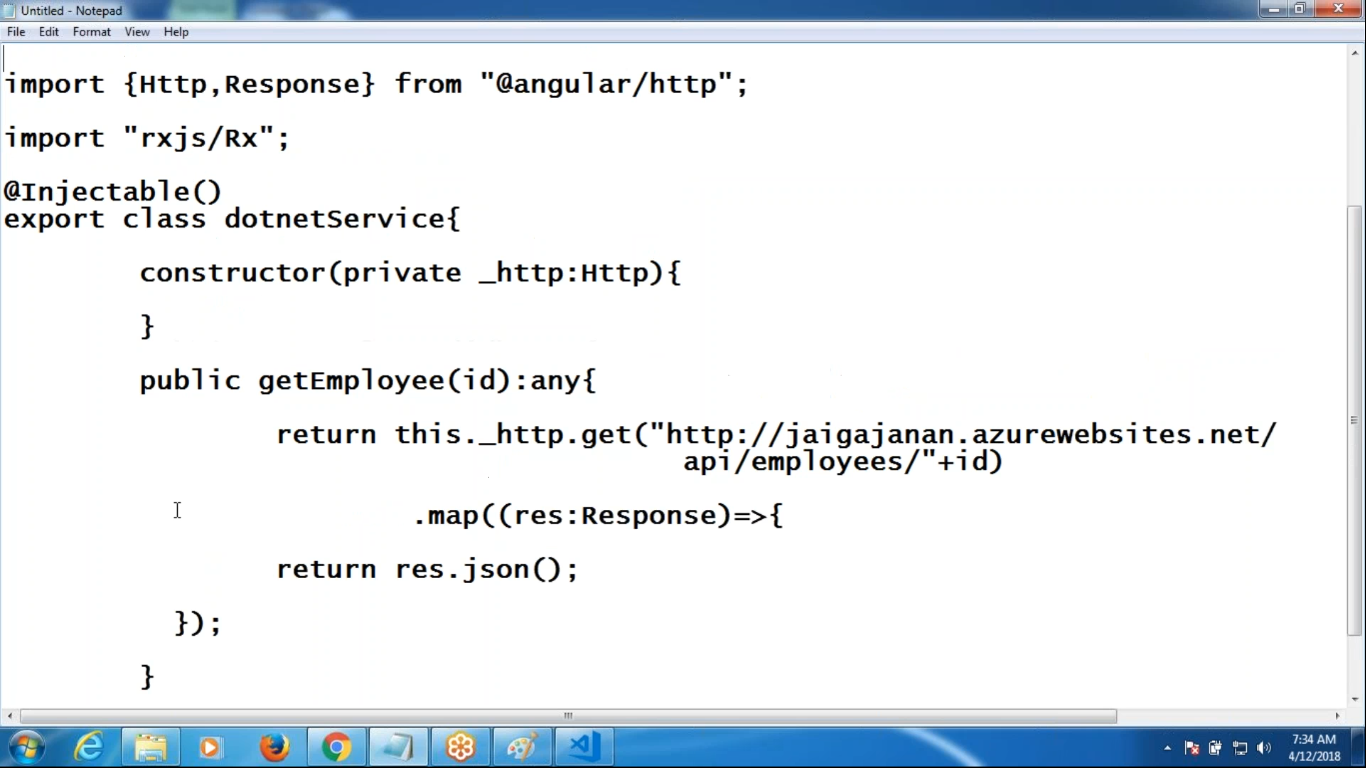 Untitled - Notepad
File Edit Format View Help
import {Http,Response} from "@angular/http";
import "rxjs/Rx";
@Injectable()
export class dotnetService{
constructor(private _http:Http){
}
public getEmployee(id):any{
return this._http.get("http://jaigajanan.azurewebsites.net/
api/employees/"+id)
.map((res:Response)=>{
return res.json();
});
}
7:34 AM
4/12/2018